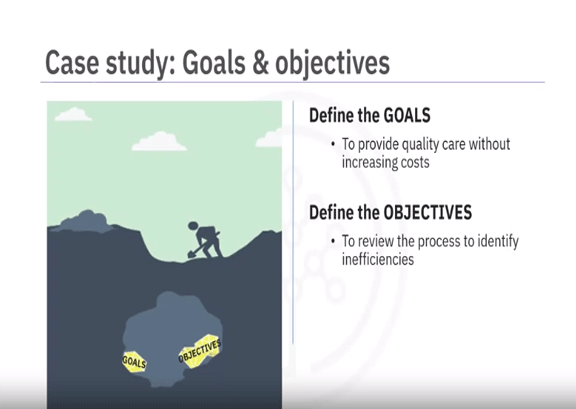 Case study: Goals & objectives
Define the GOALS
• To provide quality care without
increasing costs
Define the OBJECTIVES
• To review the process to identify
inefficiencies
GOALS
OBJECTIVES